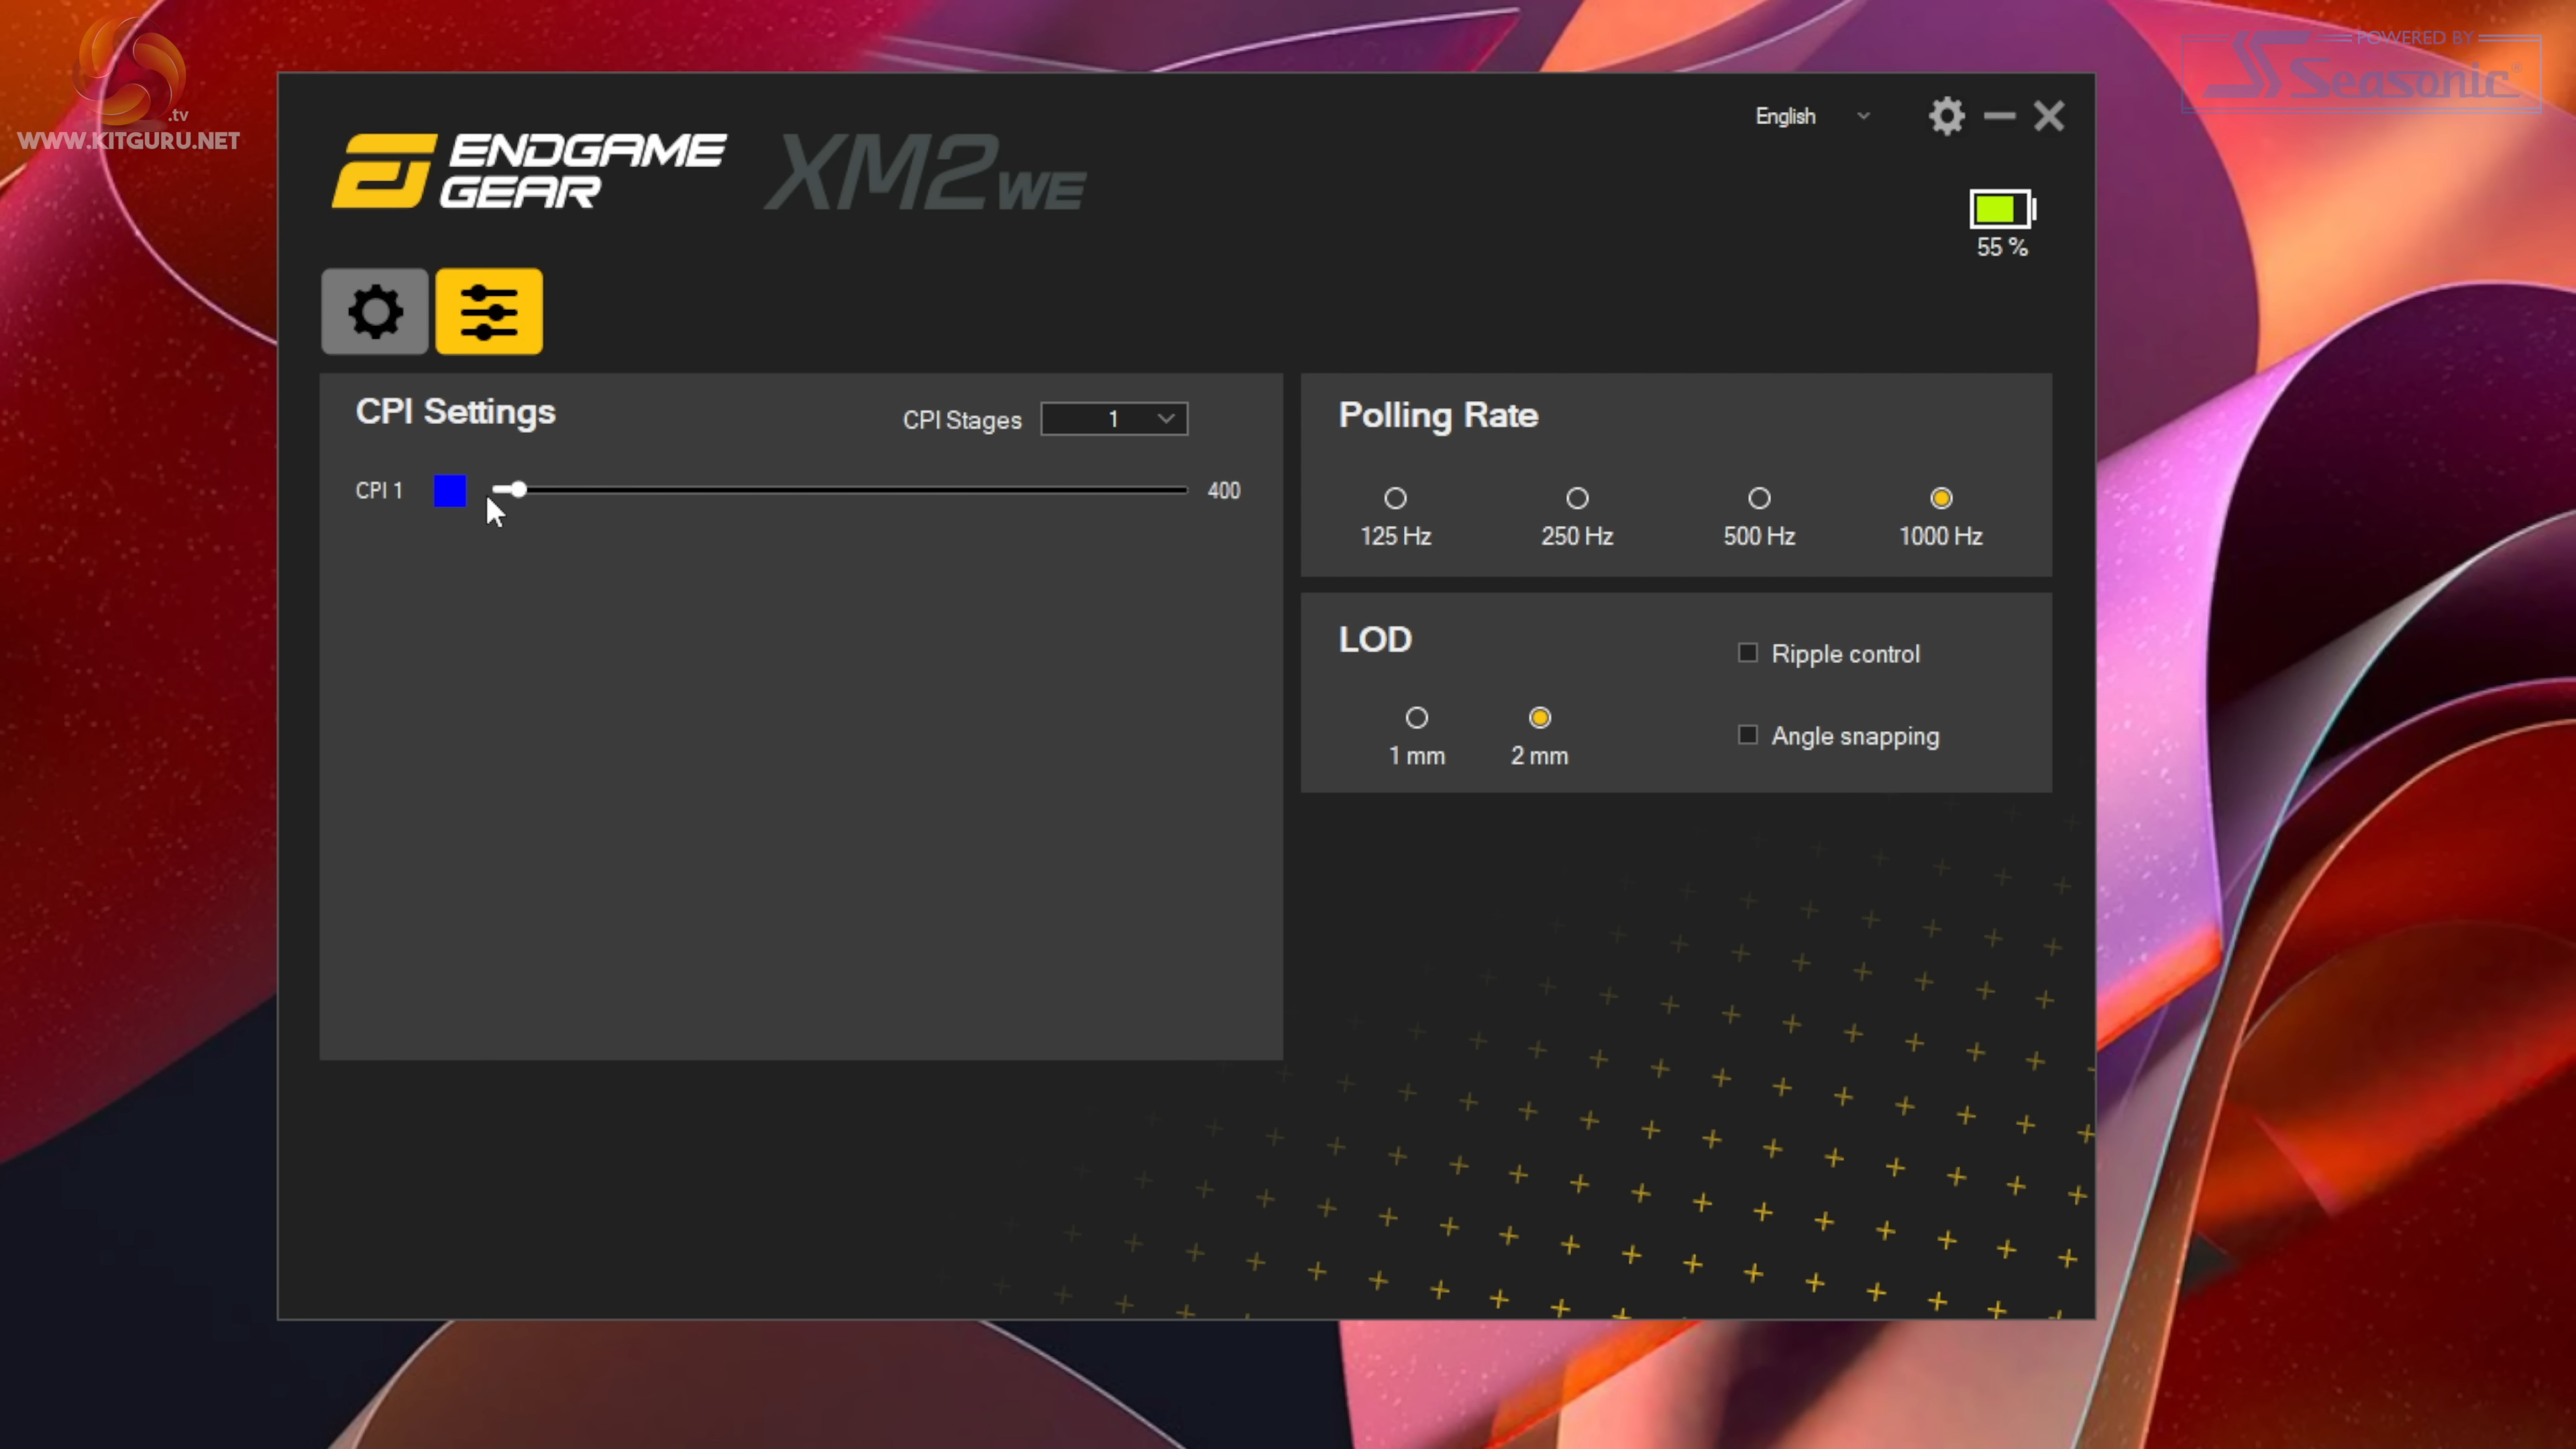 .tv
WWW.KITGURU.NET
POWERED BY
Seasonic®
English
ENDGAME
GEAR
XM2WE
55 %
CPI Settings
CPI Stages 1
CPI 1 400
Polling Rate
125 Hz 250 Hz 500 Hz 1000 Hz
LOD
Ripple control
Angle snapping
1 mm 2 mm